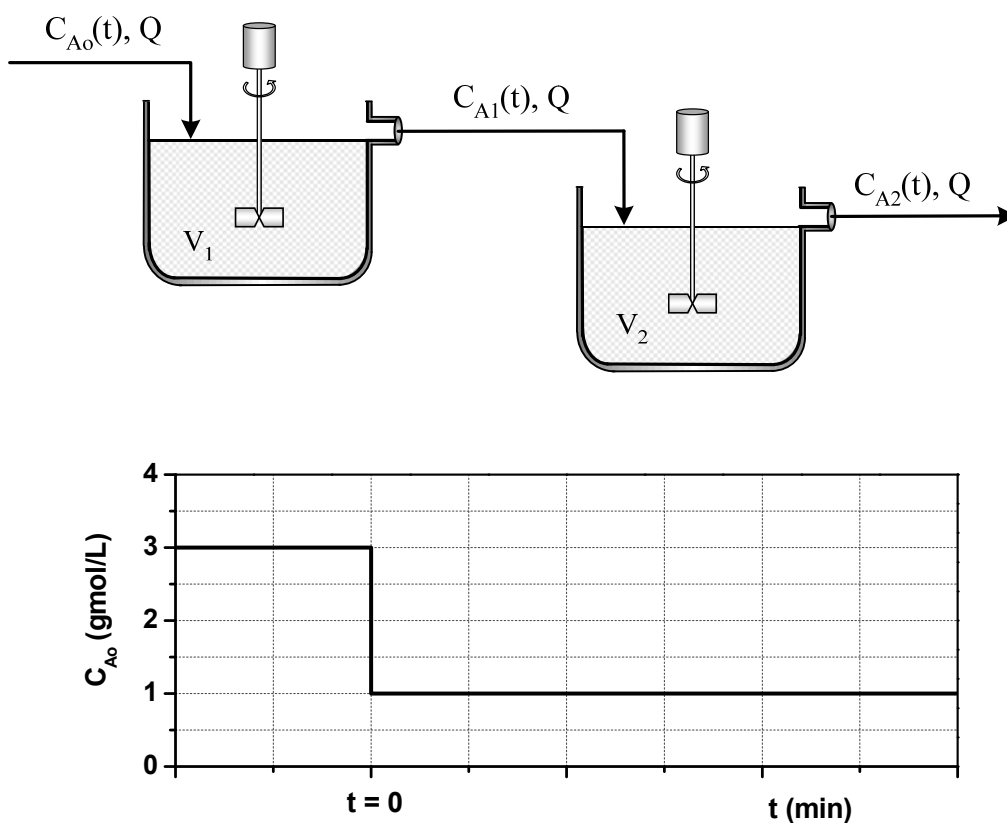 C_Ao(t), Q
C_A1(t), Q
C_A2(t), Q
V_1
V_2
4
3
2
1
0
C_Ao (gmol/L)
t = 0
t (min)